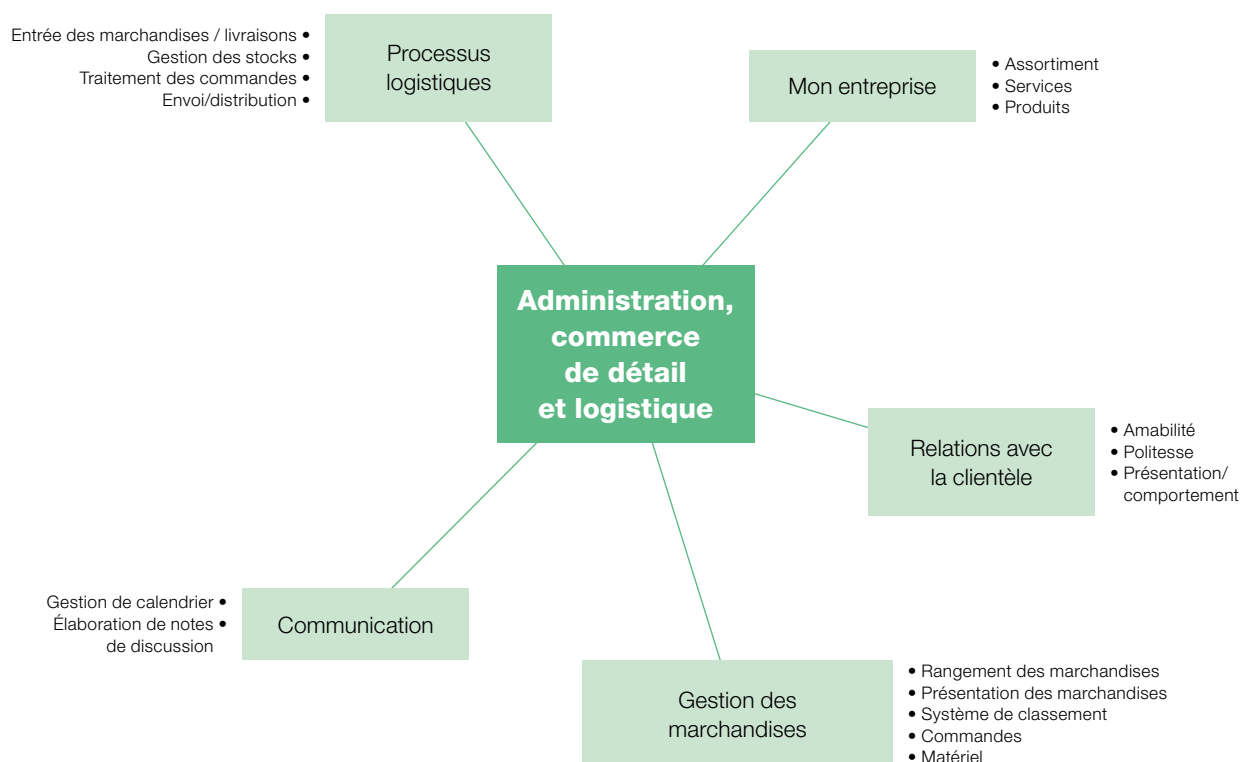 Entrée des marchandises / livraisons •
Gestion des stocks •
Traitement des commandes •
Envoi/distribution •
Processus
logistiques
Mon entreprise
• Assortiment
• Services
• Produits
Administration,
commerce
de détail
et logistique
Relations avec
la clientèle
• Amabilité
• Politesse
• Présentation/
comportement
Gestion de calendrier •
Élaboration de notes •
de discussion
Communication
Gestion des
marchandises
• Rangement des marchandises
• Présentation des marchandises
• Système de classement
• Commandes
• Matériel